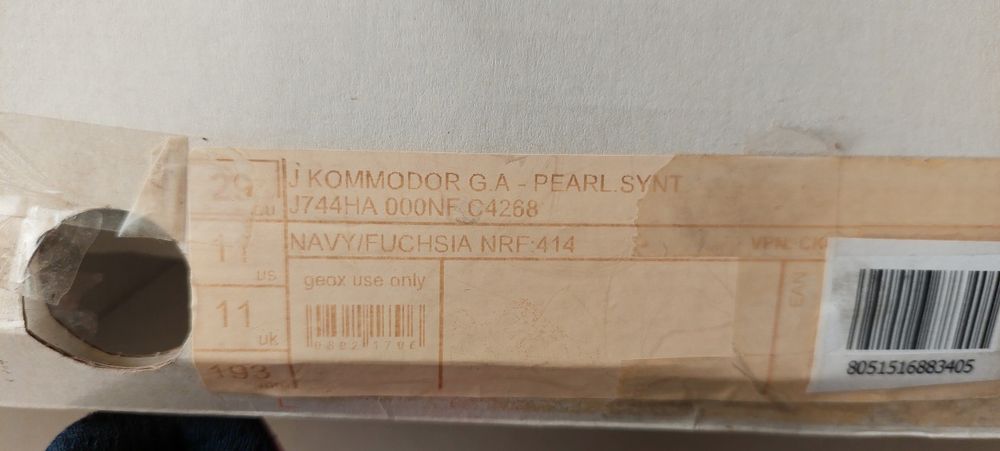 29
EU
J KOMMODOR G.A - PEARL.SYNT
J744HA 000NF C4268
11
US
NAVY/FUCHSIA NRF:414
11
UK
geox use only
193
8051516883405